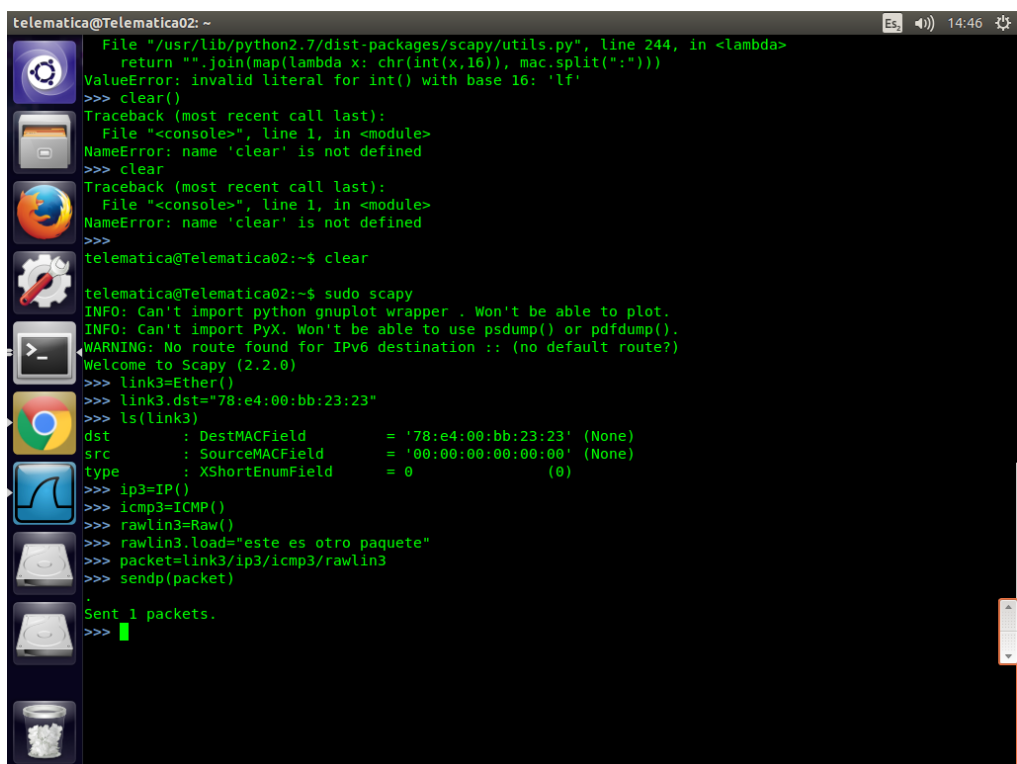 telematica@Telematica02: ~
Es2 14:46
File "/usr/lib/python2.7/dist-packages/scapy/utils.py", line 244, in <lambda>
return "".join(map(lambda x: chr(int(x,16)), mac.split(":")))
ValueError: invalid literal for int() with base 16: 'lf'
>>> clear()
Traceback (most recent call last):
File "<console>", line 1, in <module>
NameError: name 'clear' is not defined
>>> clear
Traceback (most recent call last):
File "<console>", line 1, in <module>
NameError: name 'clear' is not defined
>>>
telematica@Telematica02:~$ clear
telematica@Telematica02:~$ sudo scapy
INFO: Can't import python gnuplot wrapper . Won't be able to plot.
INFO: Can't import PyX. Won't be able to use psdump() or pdfdump().
WARNING: No route found for IPv6 destination :: (no default route?)
Welcome to Scapy (2.2.0)
>>> link3=Ether()
>>> link3.dst="78:e4:00:bb:23:23"
>>> ls(link3)
dst : DestMACField = '78:e4:00:bb:23:23' (None)
src : SourceMACField = '00:00:00:00:00:00' (None)
type : XShortEnumField = 0 (0)
>>> ip3=IP()
>>> icmp3=ICMP()
>>> rawlin3=Raw()
>>> rawlin3.load="este es otro paquete"
>>> packet=link3/ip3/icmp3/rawlin3
>>> sendp(packet)
.
Sent 1 packets.
>>>